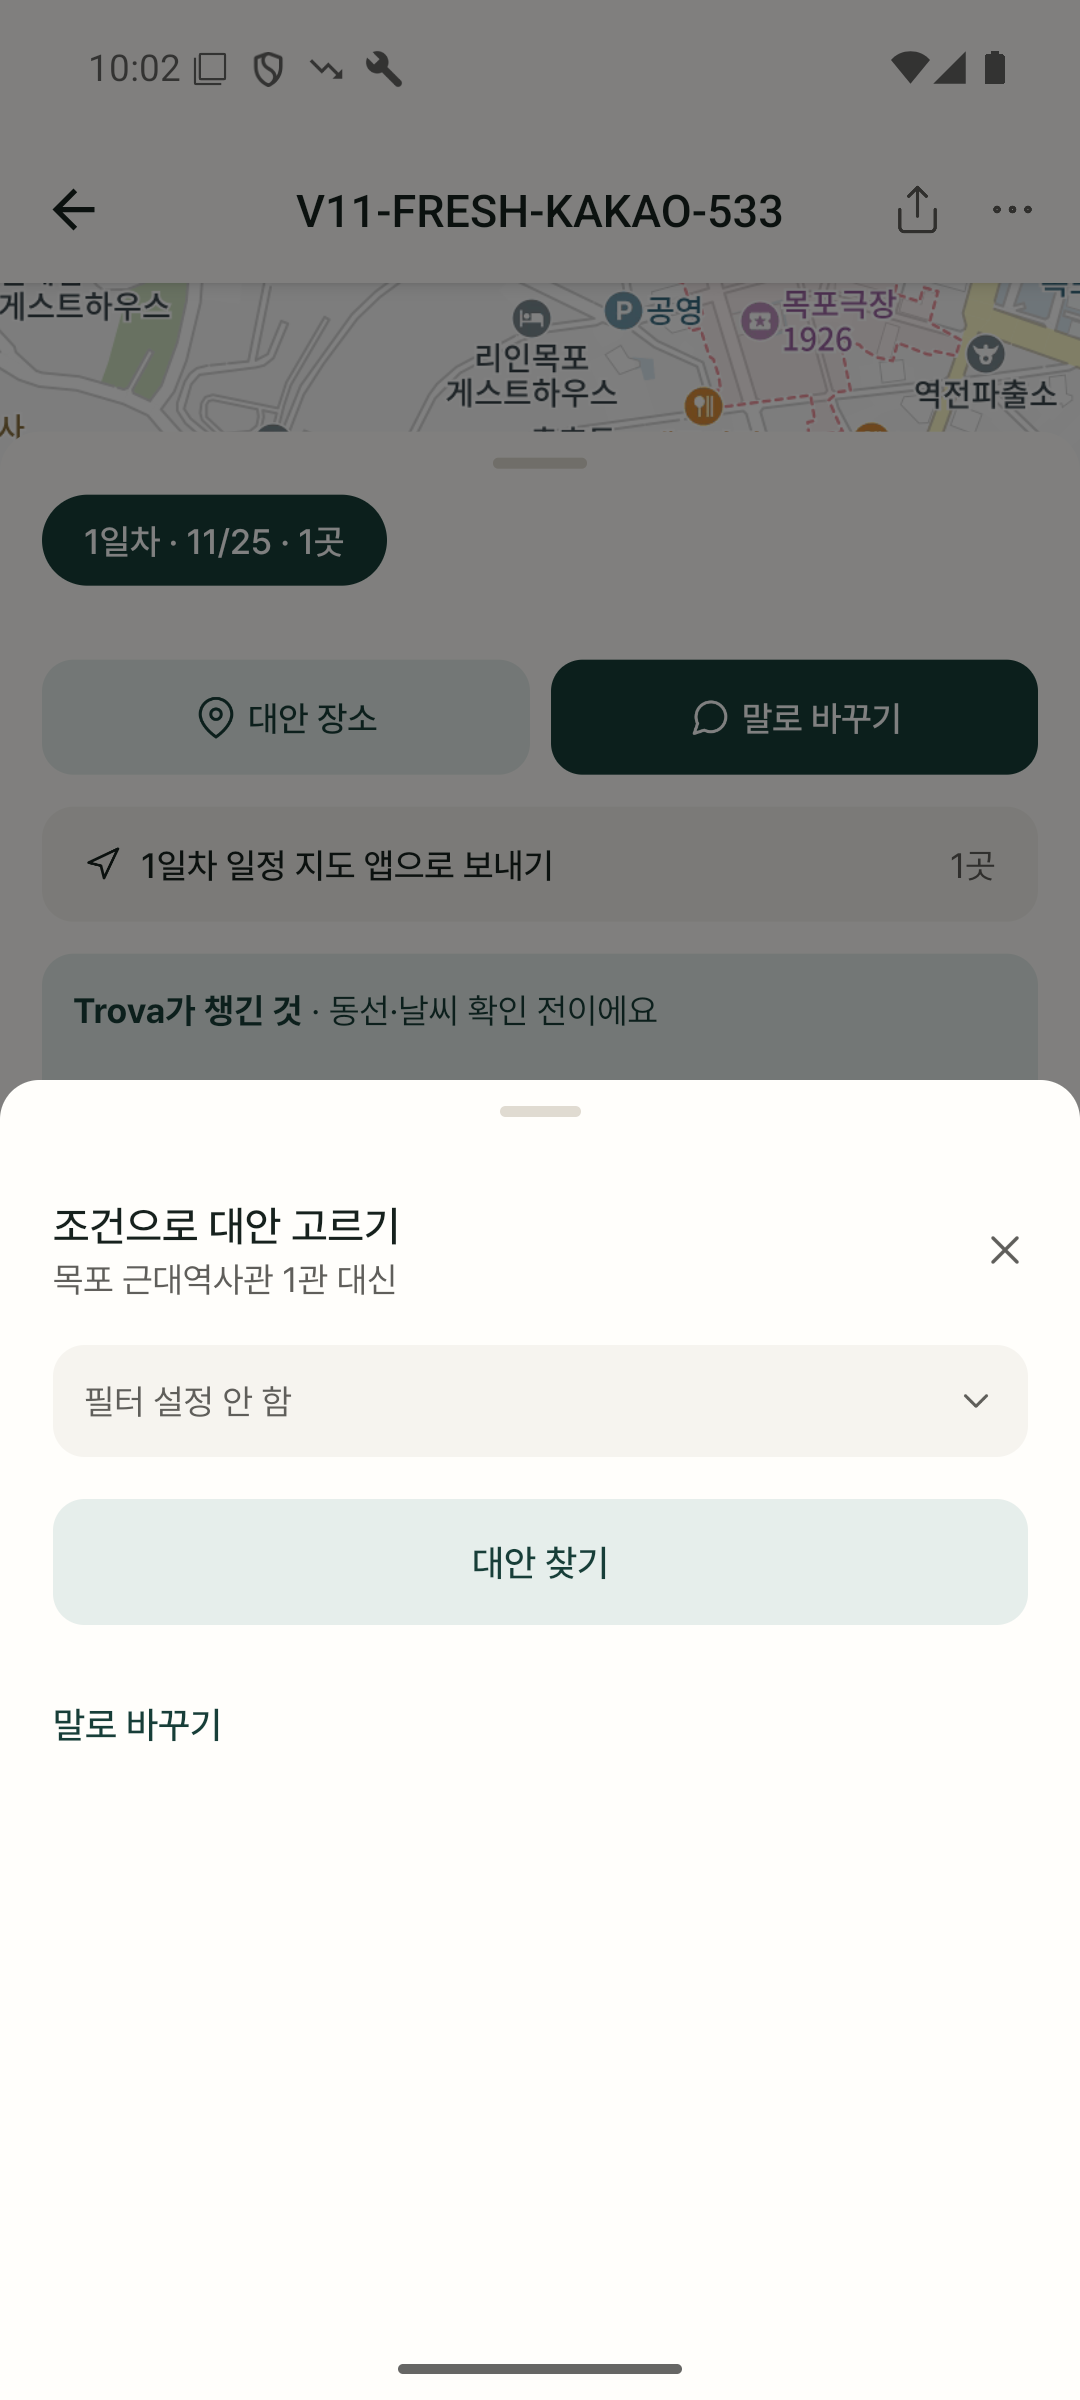 10:02
V11-FRESH-KAKAO-533
게스트하우스
P 공영
목포극장
1926
리인목포
게스트하우스
역전파출소
사
1일차 · 11/25 · 1곳
대안 장소
말로 바꾸기
1일차 일정 지도 앱으로 보내기
1곳
Trova가 챙긴 것 · 동선·날씨 확인 전이에요
조건으로 대안 고르기
목포 근대역사관 1관 대신
필터 설정 안 함
대안 찾기
말로 바꾸기